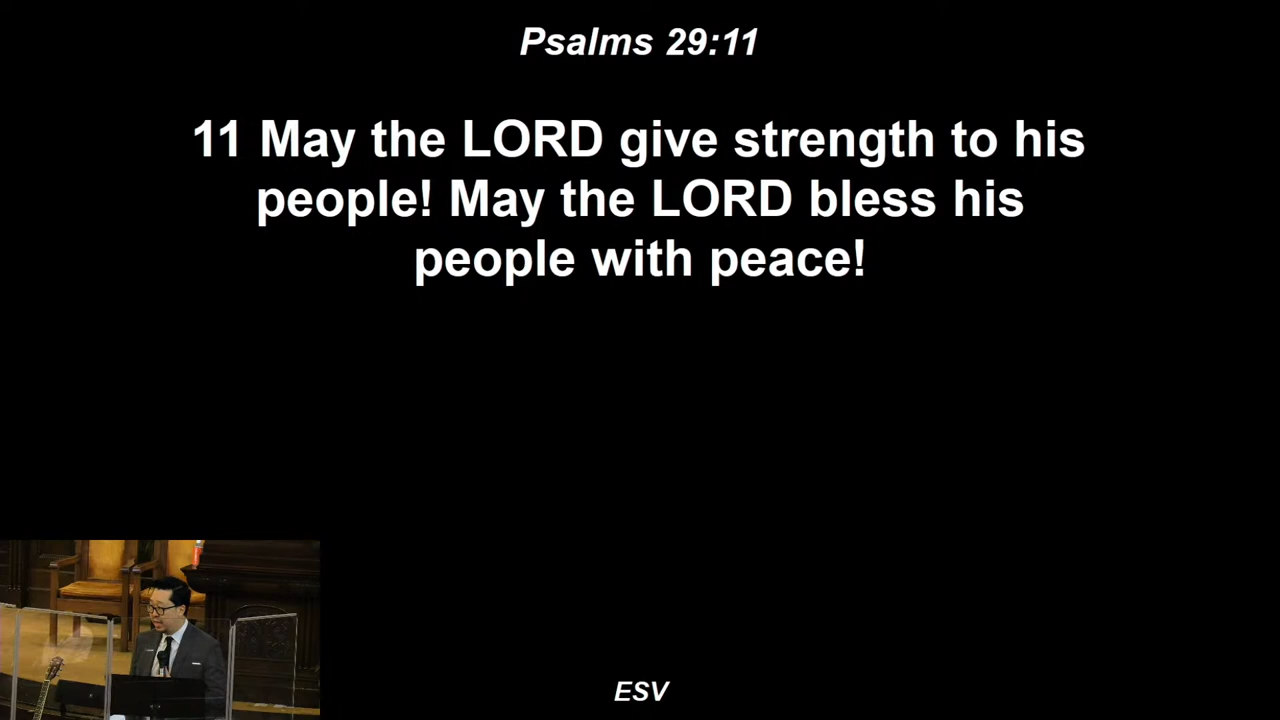 Psalms 29:11
11 May the LORD give strength to his
people! May the LORD bless his
people with peace!
ESV